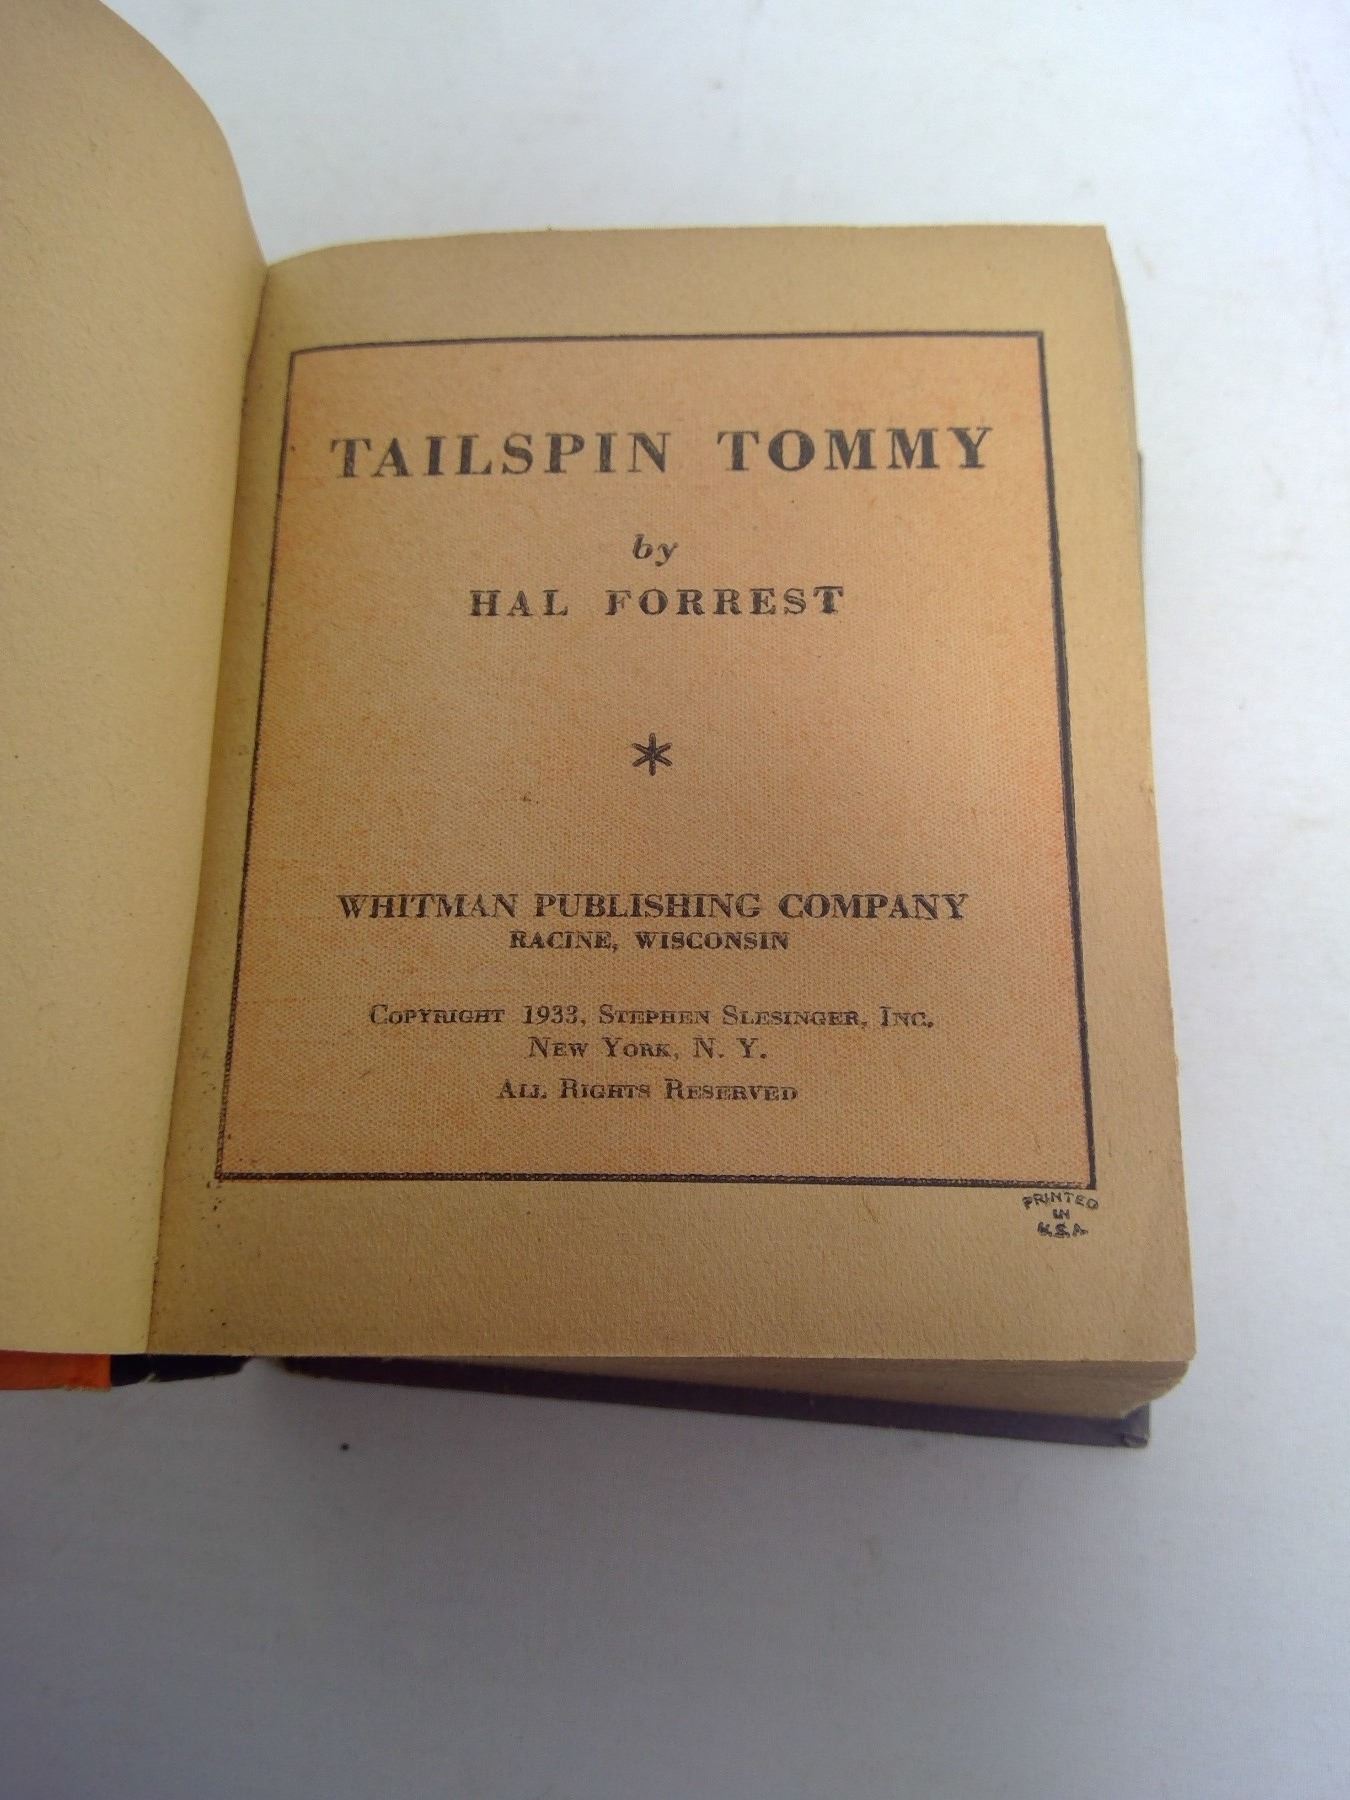 TAILSPIN TOMMY
by
HAL FORREST
*
WHITMAN PUBLISHING COMPANY
RACINE, WISCONSIN
COPYRIGHT 1933, STEPHEN SLESINGER, INC.
NEW YORK, N. Y.
ALL RIGHTS RESERVED
PRINTED
IN
U.S.A